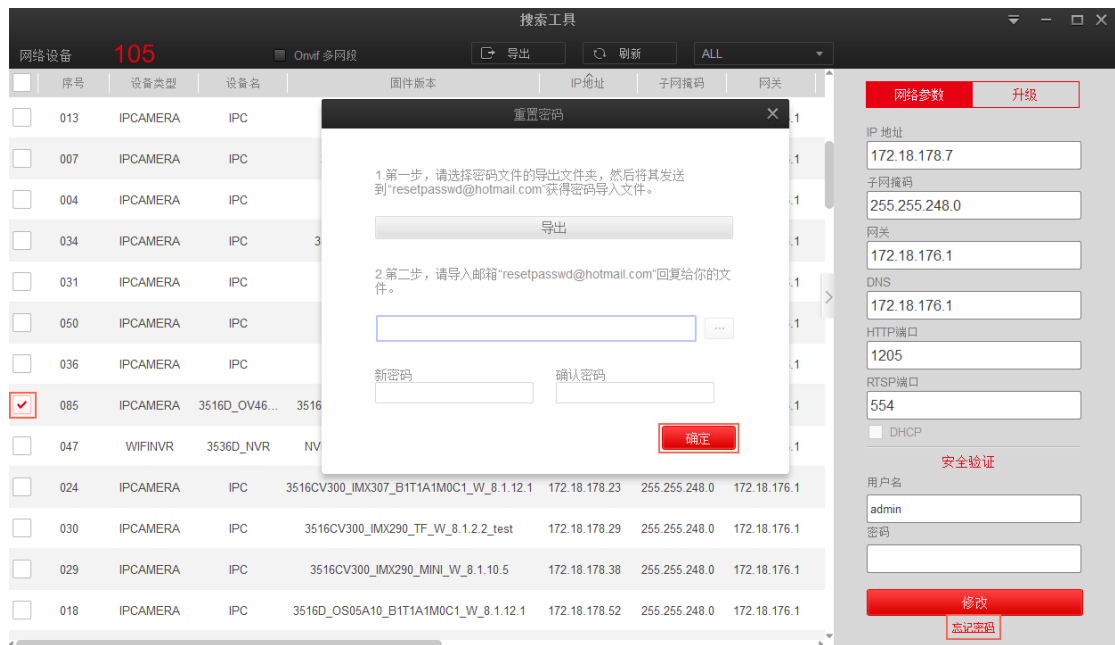 搜索工具
网络设备 105 Onvif 多网段 导出 刷新 ALL
序号 设备类型 设备名 固件版本 IP地址 子网掩码 网关
013 IPCAMERA IPC .1
007 IPCAMERA IPC .1
004 IPCAMERA IPC .1
034 IPCAMERA IPC 3 .1
031 IPCAMERA IPC .1
050 IPCAMERA IPC .1
036 IPCAMERA IPC .1
085 IPCAMERA 3516D_OV46... 3516 .1
047 WIFINVR 3536D_NVR NV .1
024 IPCAMERA IPC 3516CV300_IMX307_B1T1A1M0C1_W_8.1.12.1 172.18.178.23 255.255.248.0 172.18.176.1
030 IPCAMERA IPC 3516CV300_IMX290_TF_W_8.1.2.2_test 172.18.178.29 255.255.248.0 172.18.176.1
029 IPCAMERA IPC 3516CV300_IMX290_MINI_W_8.1.10.5 172.18.178.38 255.255.248.0 172.18.176.1
018 IPCAMERA IPC 3516D_OS05A10_B1T1A1M0C1_W_8.1.12.1 172.18.178.52 255.255.248.0 172.18.176.1
重置密码
1.第一步，请选择密码文件的导出文件夹，然后将其发送
到"resetpasswd@hotmail.com"获得密码导入文件。
导出
2.第二步，请导入邮箱"resetpasswd@hotmail.com"回复给你的文
件。
...
新密码 确认密码
确定
网络参数 升级
IP 地址
172.18.178.7
子网掩码
255.255.248.0
网关
172.18.176.1
DNS
172.18.176.1
HTTP端口
1205
RTSP端口
554
DHCP
安全验证
用户名
admin
密码
修改
忘记密码